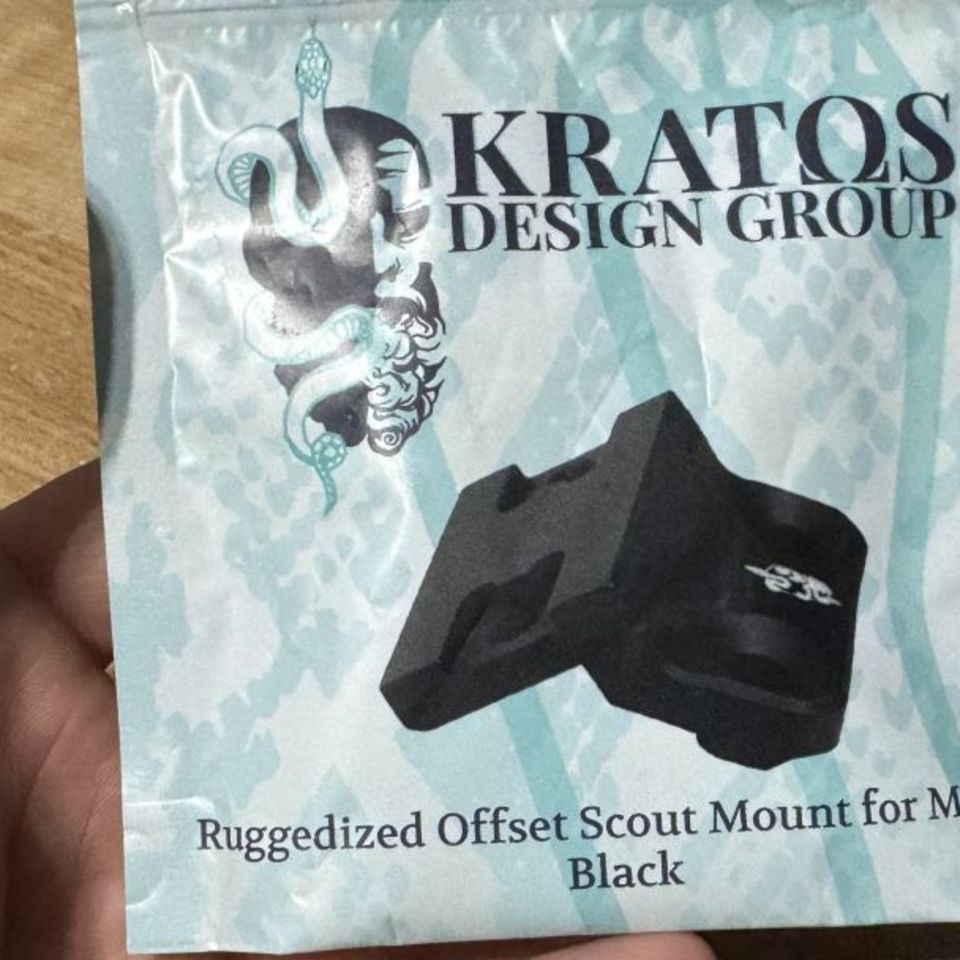 KRATOS
DESIGN GROUP
Ruggedized Offset Scout Mount for M
Black